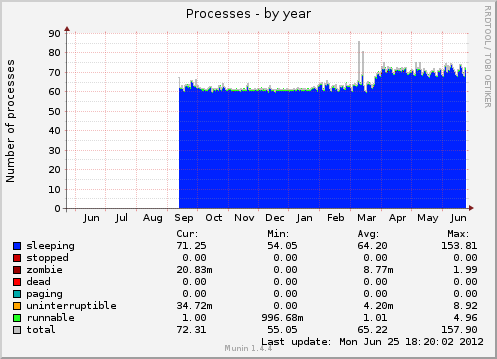 Processes - by year
RRDTOOL / TOBI OETIKER
Number of processes
90
80
70
60
50
40
30
20
10
0
Jun Jul Aug Sep Oct Nov Dec Jan Feb Mar Apr May Jun
Cur: Min: Avg: Max:
sleeping 71.25 54.05 64.20 153.81
stopped 0.00 0.00 0.00 0.00
zombie 20.83m 0.00 8.77m 1.99
dead 0.00 0.00 0.00 0.00
paging 0.00 0.00 0.00 0.00
uninterruptible 34.72m 0.00 4.20m 8.92
runnable 1.00 996.68m 1.01 4.96
total 72.31 55.05 65.22 157.90
Last update: Mon Jun 25 18:20:02 2012
Munin 1.4.4